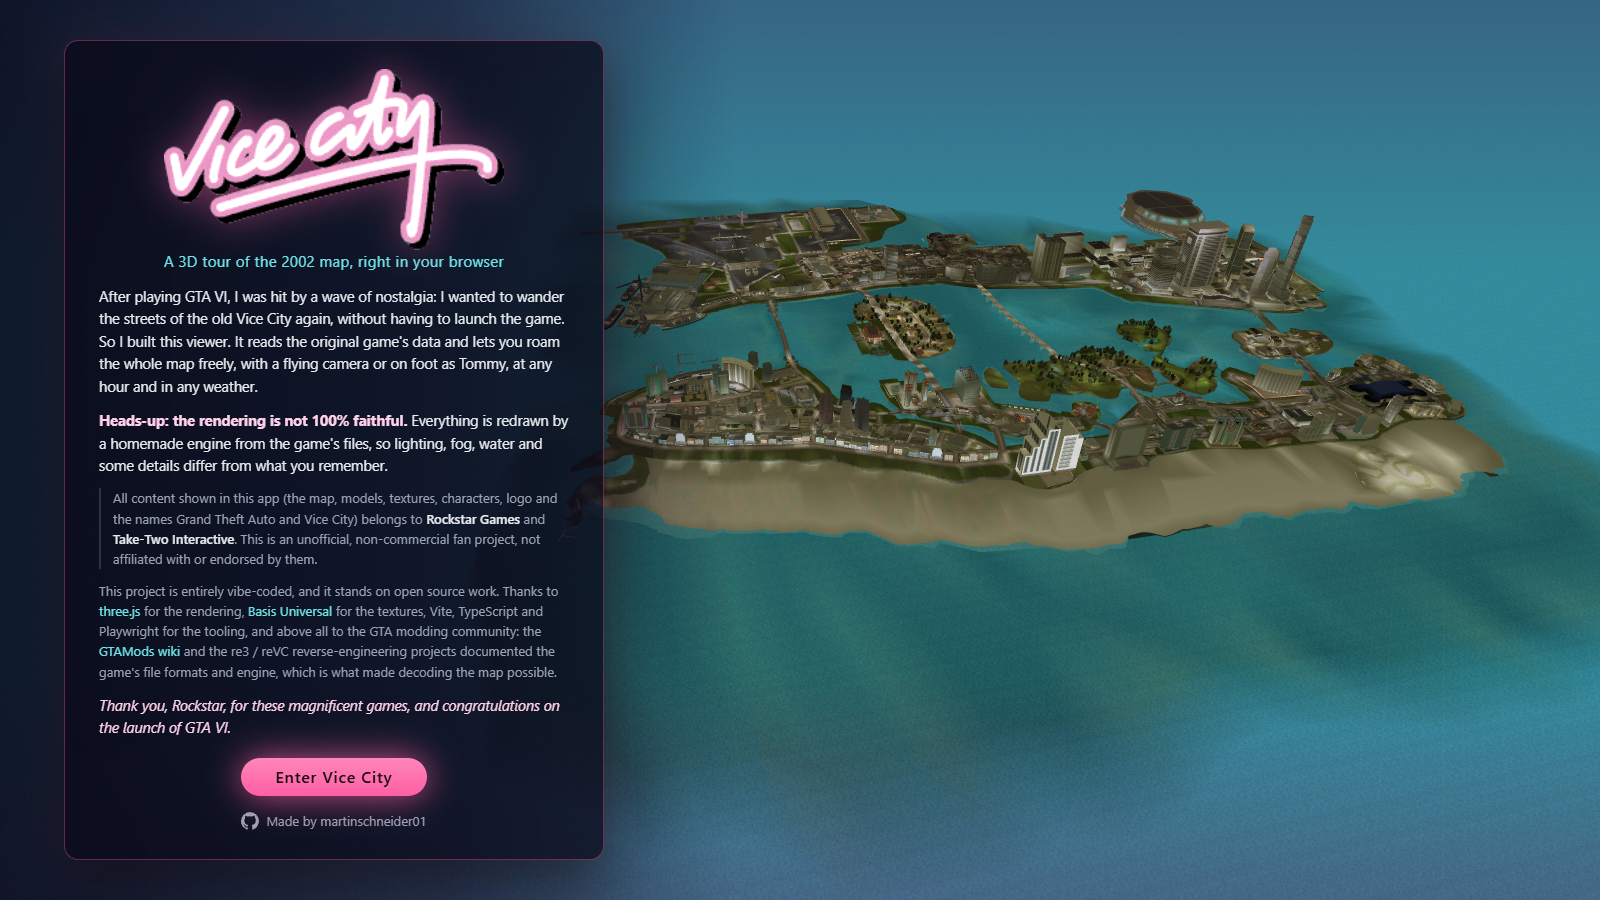 Vice City
A 3D tour of the 2002 map, right in your browser
After playing GTA VI, I was hit by a wave of nostalgia: I wanted to wander
the streets of the old Vice City again, without having to launch the game.
So I built this viewer. It reads the original game's data and lets you roam
the whole map freely, with a flying camera or on foot as Tommy, at any
hour and in any weather.
Heads-up: the rendering is not 100% faithful. Everything is redrawn by
a homemade engine from the game's files, so lighting, fog, water and
some details differ from what you remember.
All content shown in this app (the map, models, textures, characters, logo and
the names Grand Theft Auto and Vice City) belongs to Rockstar Games and
Take-Two Interactive. This is an unofficial, non-commercial fan project, not
affiliated with or endorsed by them.
This project is entirely vibe-coded, and it stands on open source work. Thanks to
three.js for the rendering, Basis Universal for the textures, Vite, TypeScript and
Playwright for the tooling, and above all to the GTA modding community: the
GTAMods wiki and the re3 / reVC reverse-engineering projects documented the
game's file formats and engine, which is what made decoding the map possible.
Thank you, Rockstar, for these magnificent games, and congratulations on
the launch of GTA VI.
Enter Vice City
Made by martinschneider01